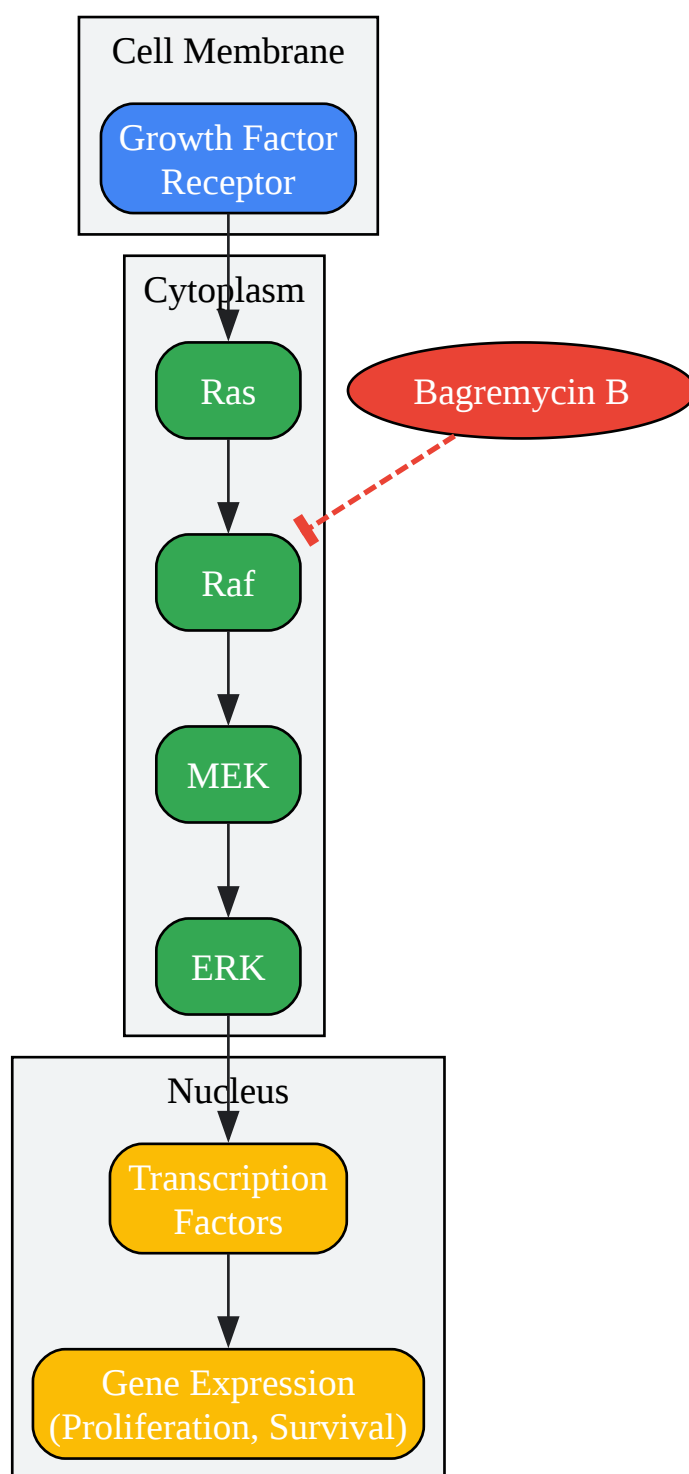 Cell Membrane
Growth Factor
Receptor
Cytoplasm
Ras
Bagremycin B
Raf
MEK
ERK
Nucleus
Transcription
Factors
Gene Expression
(Proliferation, Survival)